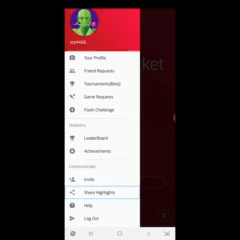 Your Profile
Friend Requests
Tournaments(Beta)
Game Requests
Flash Challenge
Statistics
LeaderBoard
Achievements
Communicate
Invite
Share Highlights
Help
Log Out
ket